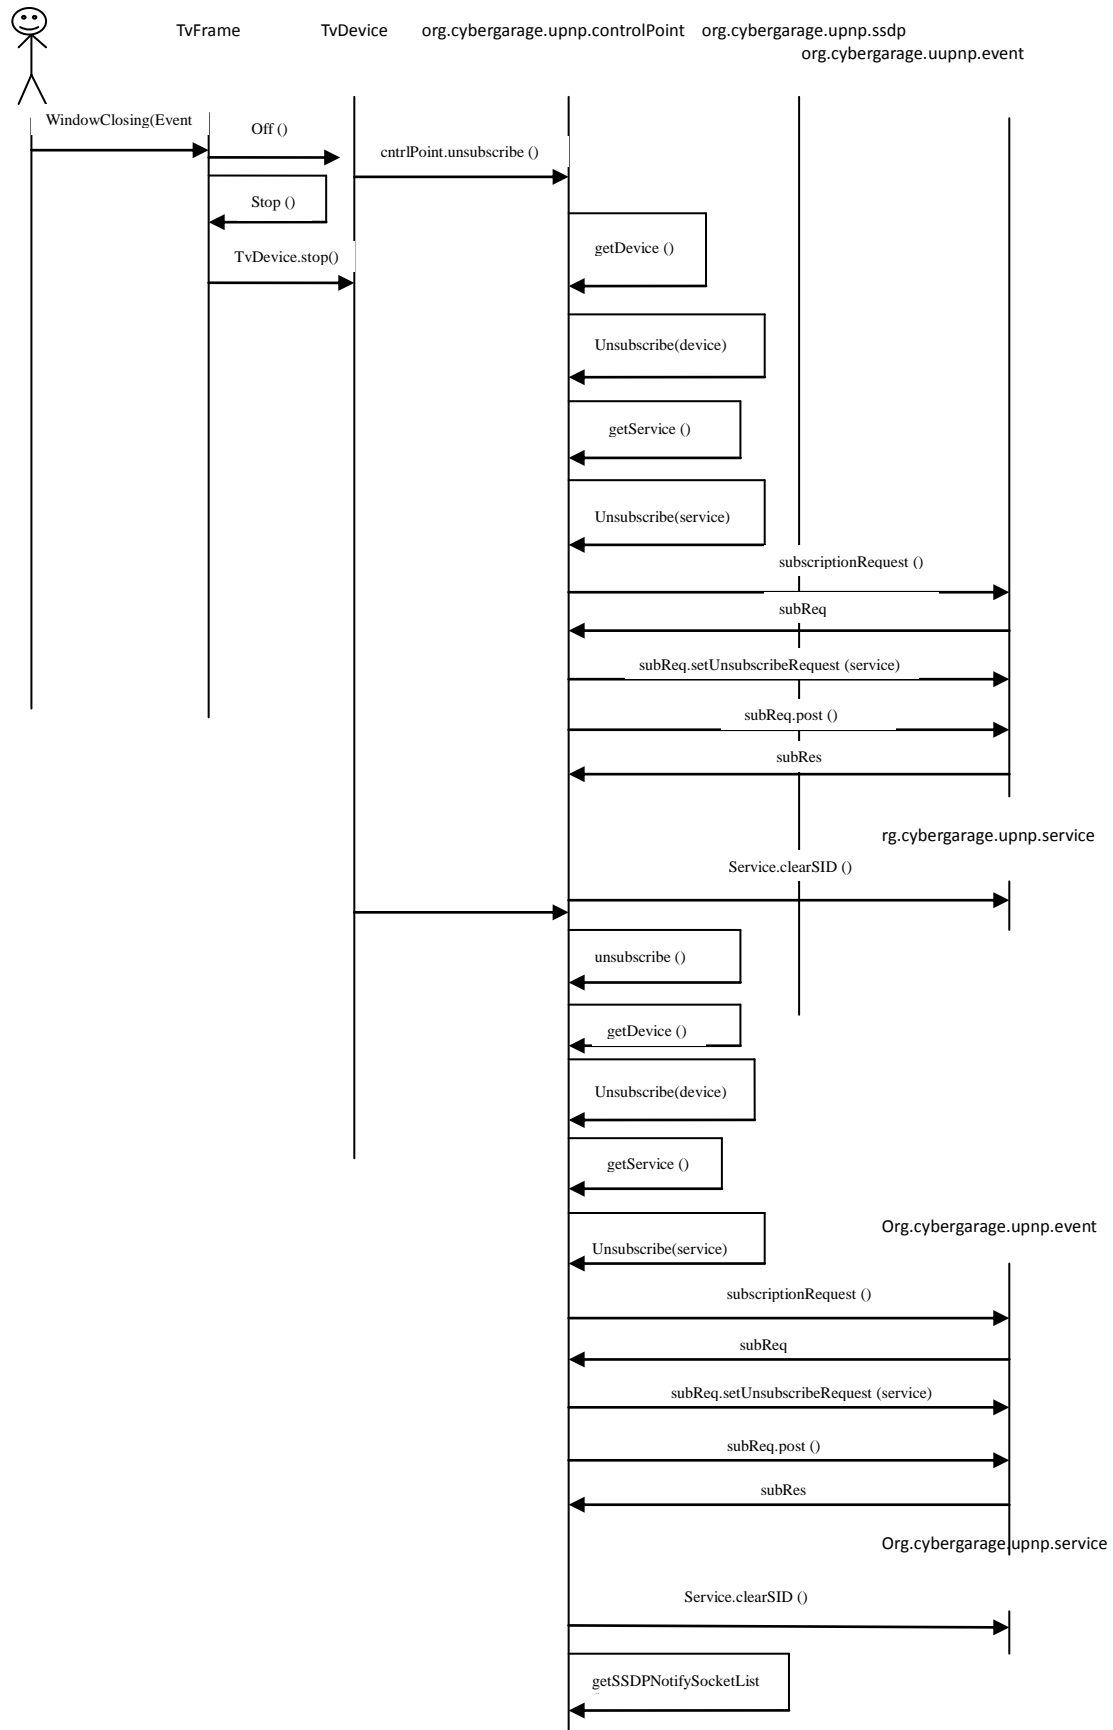 TvFrame
TvDevice
org.cybergarage.upnp.controlPoint
org.cybergarage.upnp.ssdp
org.cybergarage.uupnp.event
WindowClosing(Event
Off ()
cntrlPoint.unsubscribe ()
Stop ()
getDevice ()
TvDevice.stop()
Unsubscribe(device)
getService ()
Unsubscribe(service)
subscriptionRequest ()
subReq
subReq.setUnsubscribeRequest (service)
subReq.post ()
subRes
rg.cybergarage.upnp.service
Service.clearSID ()
unsubscribe ()
getDevice ()
Unsubscribe(device)
getService ()
Org.cybergarage.upnp.event
Unsubscribe(service)
subscriptionRequest ()
subReq
subReq.setUnsubscribeRequest (service)
subReq.post ()
subRes
Org.cybergarage.upnp.service
Service.clearSID ()
getSSDPNotifySocketList